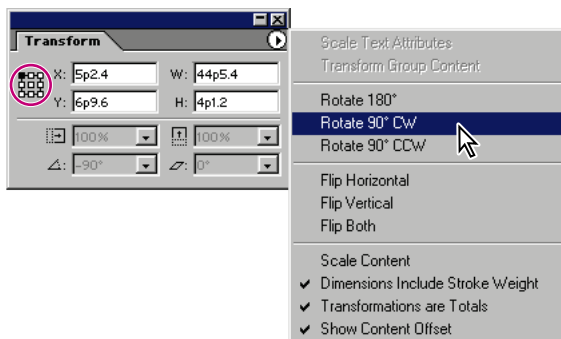 Transform
X: 5p2.4 W: 44p5.4
Y: 6p9.6 H: 4p1.2
100% 100%
-90° 0°
Scale Text Attributes
Transform Group Content
Rotate 180°
Rotate 90° CW
Rotate 90° CCW
Flip Horizontal
Flip Vertical
Flip Both
Scale Content
Dimensions Include Stroke Weight
Transformations are Totals
Show Content Offset